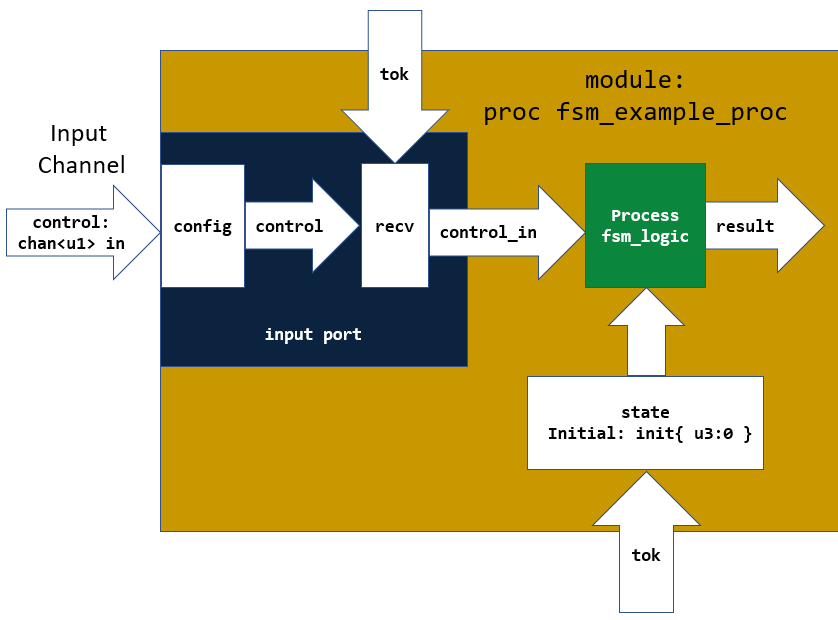 tok
module:
proc fsm_example_proc
Input
Channel
control:
chan<u1> in
config
control
recv
control_in
Process
fsm_logic
result
input port
state
Initial: init{ u3:0 }
tok